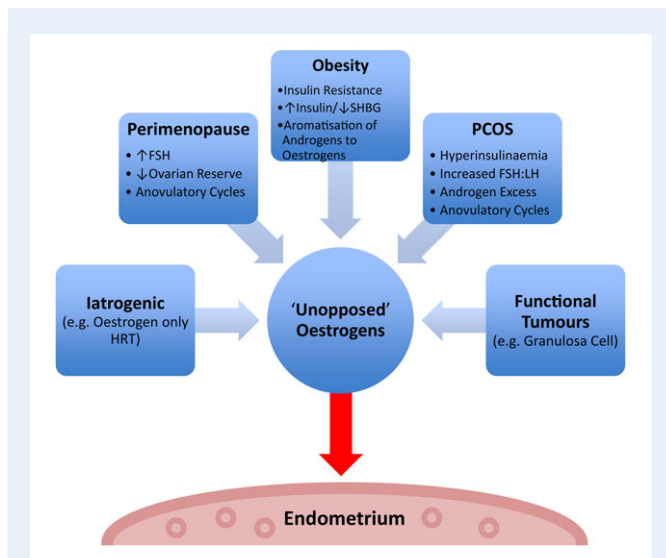 Obesity
•Insulin Resistance
•↑Insulin/↓SHBG
•Aromatisation of
Androgens to
Oestrogens
Perimenopause
• ↑FSH
• ↓Ovarian Reserve
• Anovulatory Cycles
PCOS
• Hyperinsulinaemia
• Increased FSH:LH
• Androgen Excess
• Anovulatory Cycles
Iatrogenic
(e.g. Oestrogen only
HRT)
‘Unopposed’
Oestrogens
Functional
Tumours
(e.g. Granulosa Cell)
Endometrium